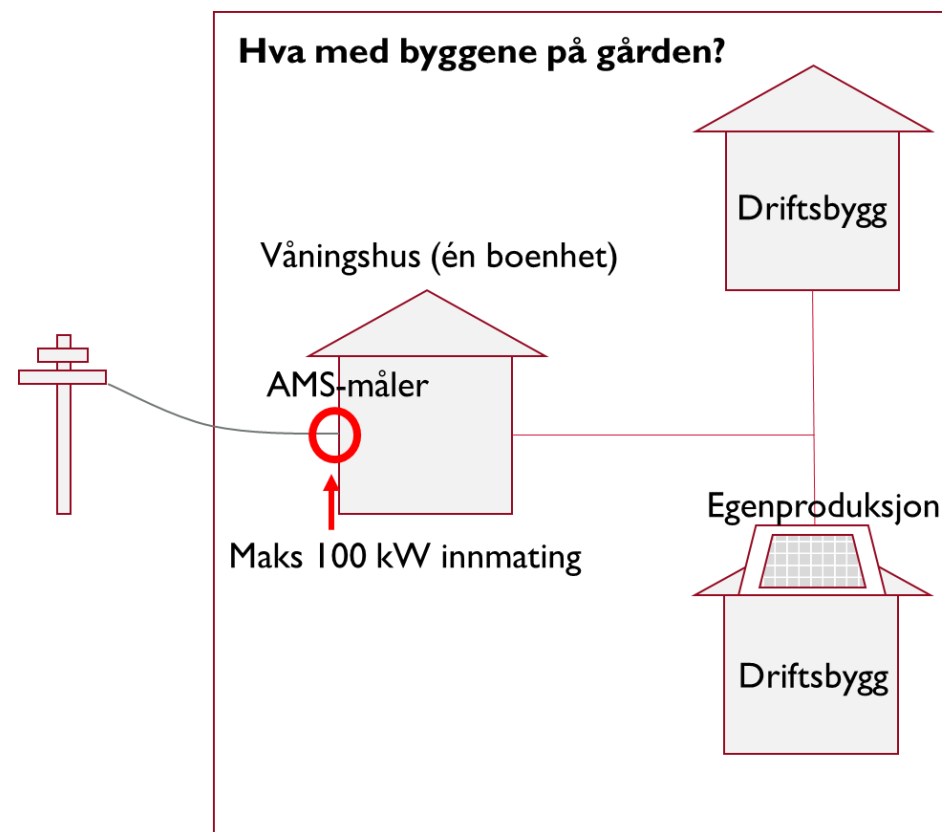 Hva med byggene på gården?
Driftsbygg
Våningshus (én boenhet)
AMS-måler
Egenproduksjon
Maks 100 kW innmating
Driftsbygg